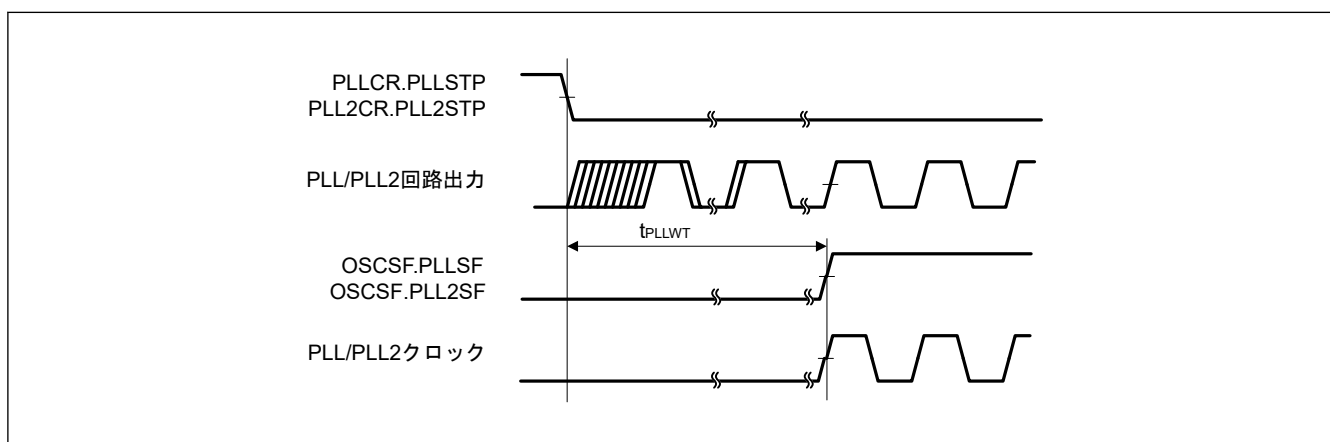 PLLCR.PLLSTP
PLL2CR.PLL2STP
PLL/PLL2回路出力
tPLLWT
OSCSF.PLLSF
OSCSF.PLL2SF
PLL/PLL2クロック